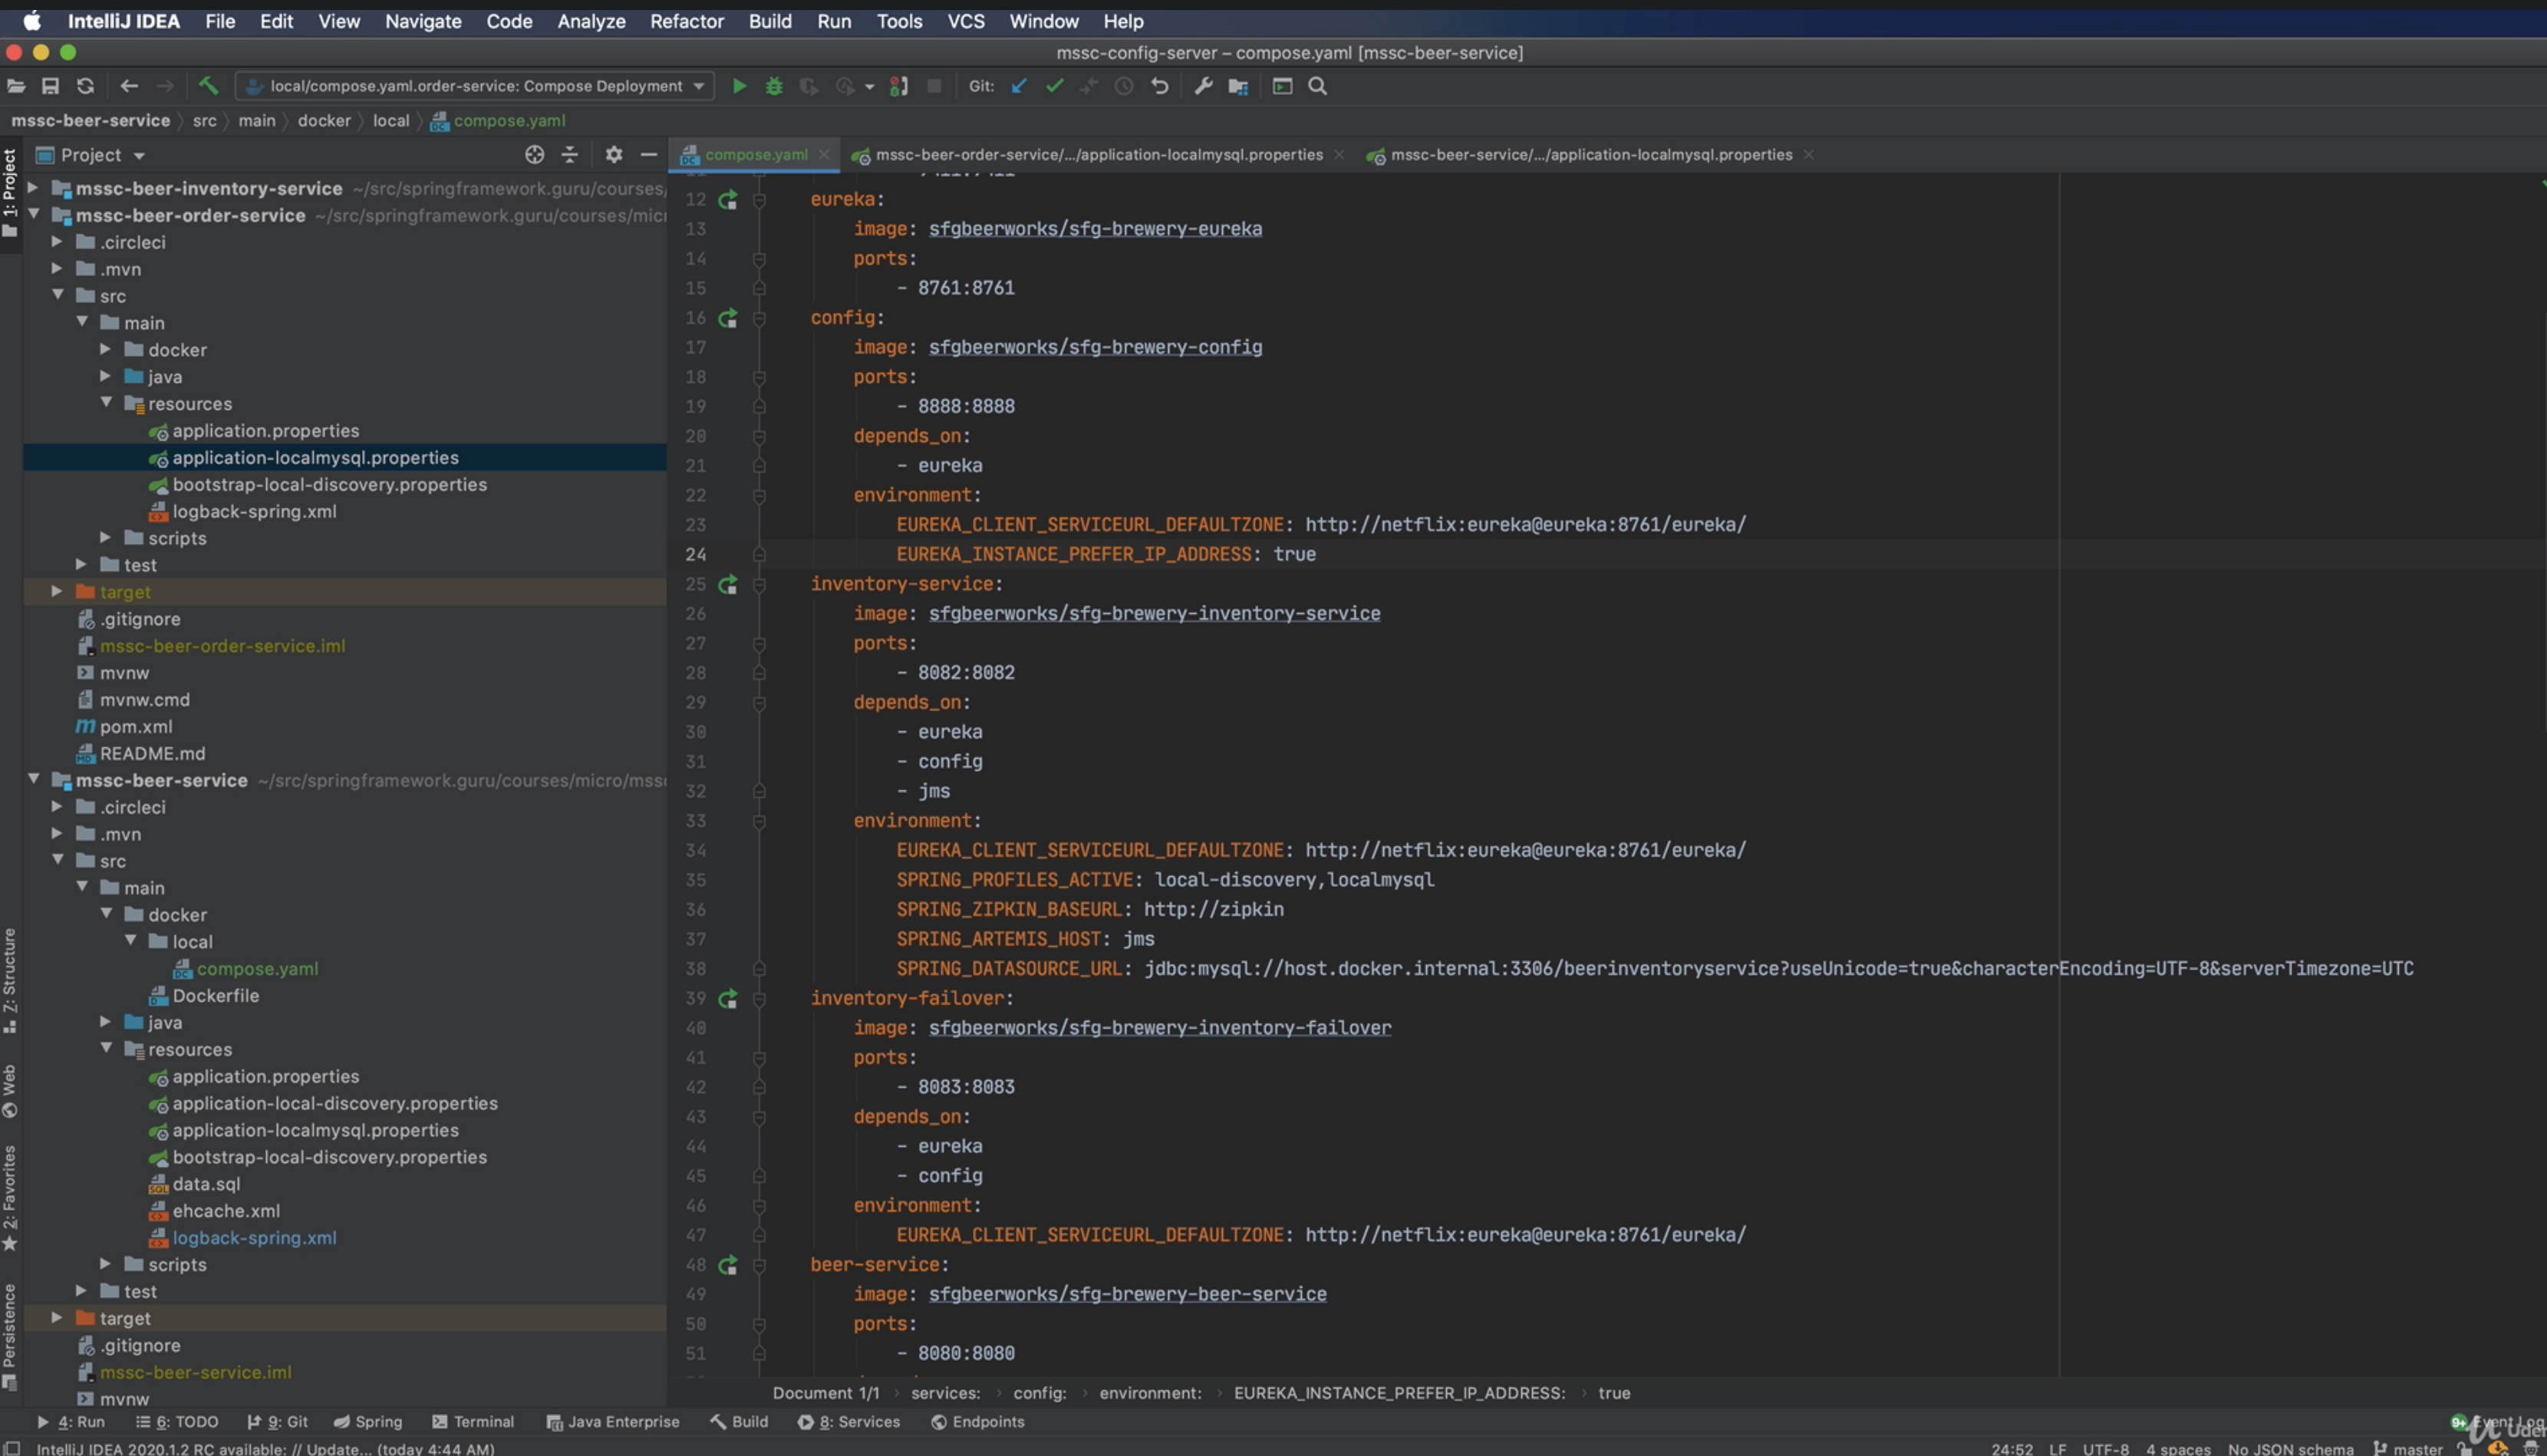 IntelliJ IDEA File Edit View Navigate Code Analyze Refactor Build Run Tools VCS Window Help
mssc-config-server – compose.yaml [mssc-beer-service]
local/compose.yaml.order-service: Compose Deployment Git:
mssc-beer-service src main docker local compose.yaml
1: Project
Project
compose.yaml mssc-beer-order-service/.../application-localmysql.properties mssc-beer-service/.../application-localmysql.properties
mssc-beer-inventory-service ~/src/springframework.guru/courses/
mssc-beer-order-service ~/src/springframework.guru/courses/micr
.circleci
.mvn
src
main
docker
java
resources
application.properties
application-localmysql.properties
bootstrap-local-discovery.properties
logback-spring.xml
scripts
test
target
.gitignore
mssc-beer-order-service.iml
mvnw
mvnw.cmd
pom.xml
README.md
mssc-beer-service ~/src/springframework.guru/courses/micro/mssc
.circleci
.mvn
src
main
docker
local
compose.yaml
Dockerfile
java
resources
application.properties
application-local-discovery.properties
application-localmysql.properties
bootstrap-local-discovery.properties
data.sql
ehcache.xml
logback-spring.xml
scripts
test
target
.gitignore
mssc-beer-service.iml
mvnw
Z: Structure
Web
2: Favorites
Persistence
12 eureka:
13 image: sfgbeerworks/sfg-brewery-eureka
14 ports:
15 - 8761:8761
16 config:
17 image: sfgbeerworks/sfg-brewery-config
18 ports:
19 - 8888:8888
20 depends_on:
21 - eureka
22 environment:
23 EUREKA_CLIENT_SERVICEURL_DEFAULTZONE: http://netflix:eureka@eureka:8761/eureka/
24 EUREKA_INSTANCE_PREFER_IP_ADDRESS: true
25 inventory-service:
26 image: sfgbeerworks/sfg-brewery-inventory-service
27 ports:
28 - 8082:8082
29 depends_on:
30 - eureka
31 - config
32 - jms
33 environment:
34 EUREKA_CLIENT_SERVICEURL_DEFAULTZONE: http://netflix:eureka@eureka:8761/eureka/
35 SPRING_PROFILES_ACTIVE: local-discovery,localmysql
36 SPRING_ZIPKIN_BASEURL: http://zipkin
37 SPRING_ARTEMIS_HOST: jms
38 SPRING_DATASOURCE_URL: jdbc:mysql://host.docker.internal:3306/beerinventoryservice?useUnicode=true&characterEncoding=UTF-8&serverTimezone=UTC
39 inventory-failover:
40 image: sfgbeerworks/sfg-brewery-inventory-failover
41 ports:
42 - 8083:8083
43 depends_on:
44 - eureka
45 - config
46 environment:
47 EUREKA_CLIENT_SERVICEURL_DEFAULTZONE: http://netflix:eureka@eureka:8761/eureka/
48 beer-service:
49 image: sfgbeerworks/sfg-brewery-beer-service
50 ports:
51 - 8080:8080
Document 1/1 services: config: environment: EUREKA_INSTANCE_PREFER_IP_ADDRESS: true
4: Run 6: TODO 9: Git Spring Terminal Java Enterprise Build 8: Services Endpoints 9+ Event Log
IntelliJ IDEA 2020.1.2 RC available: // Update... (today 4:44 AM) 24:52 LF UTF-8 4 spaces No JSON schema master